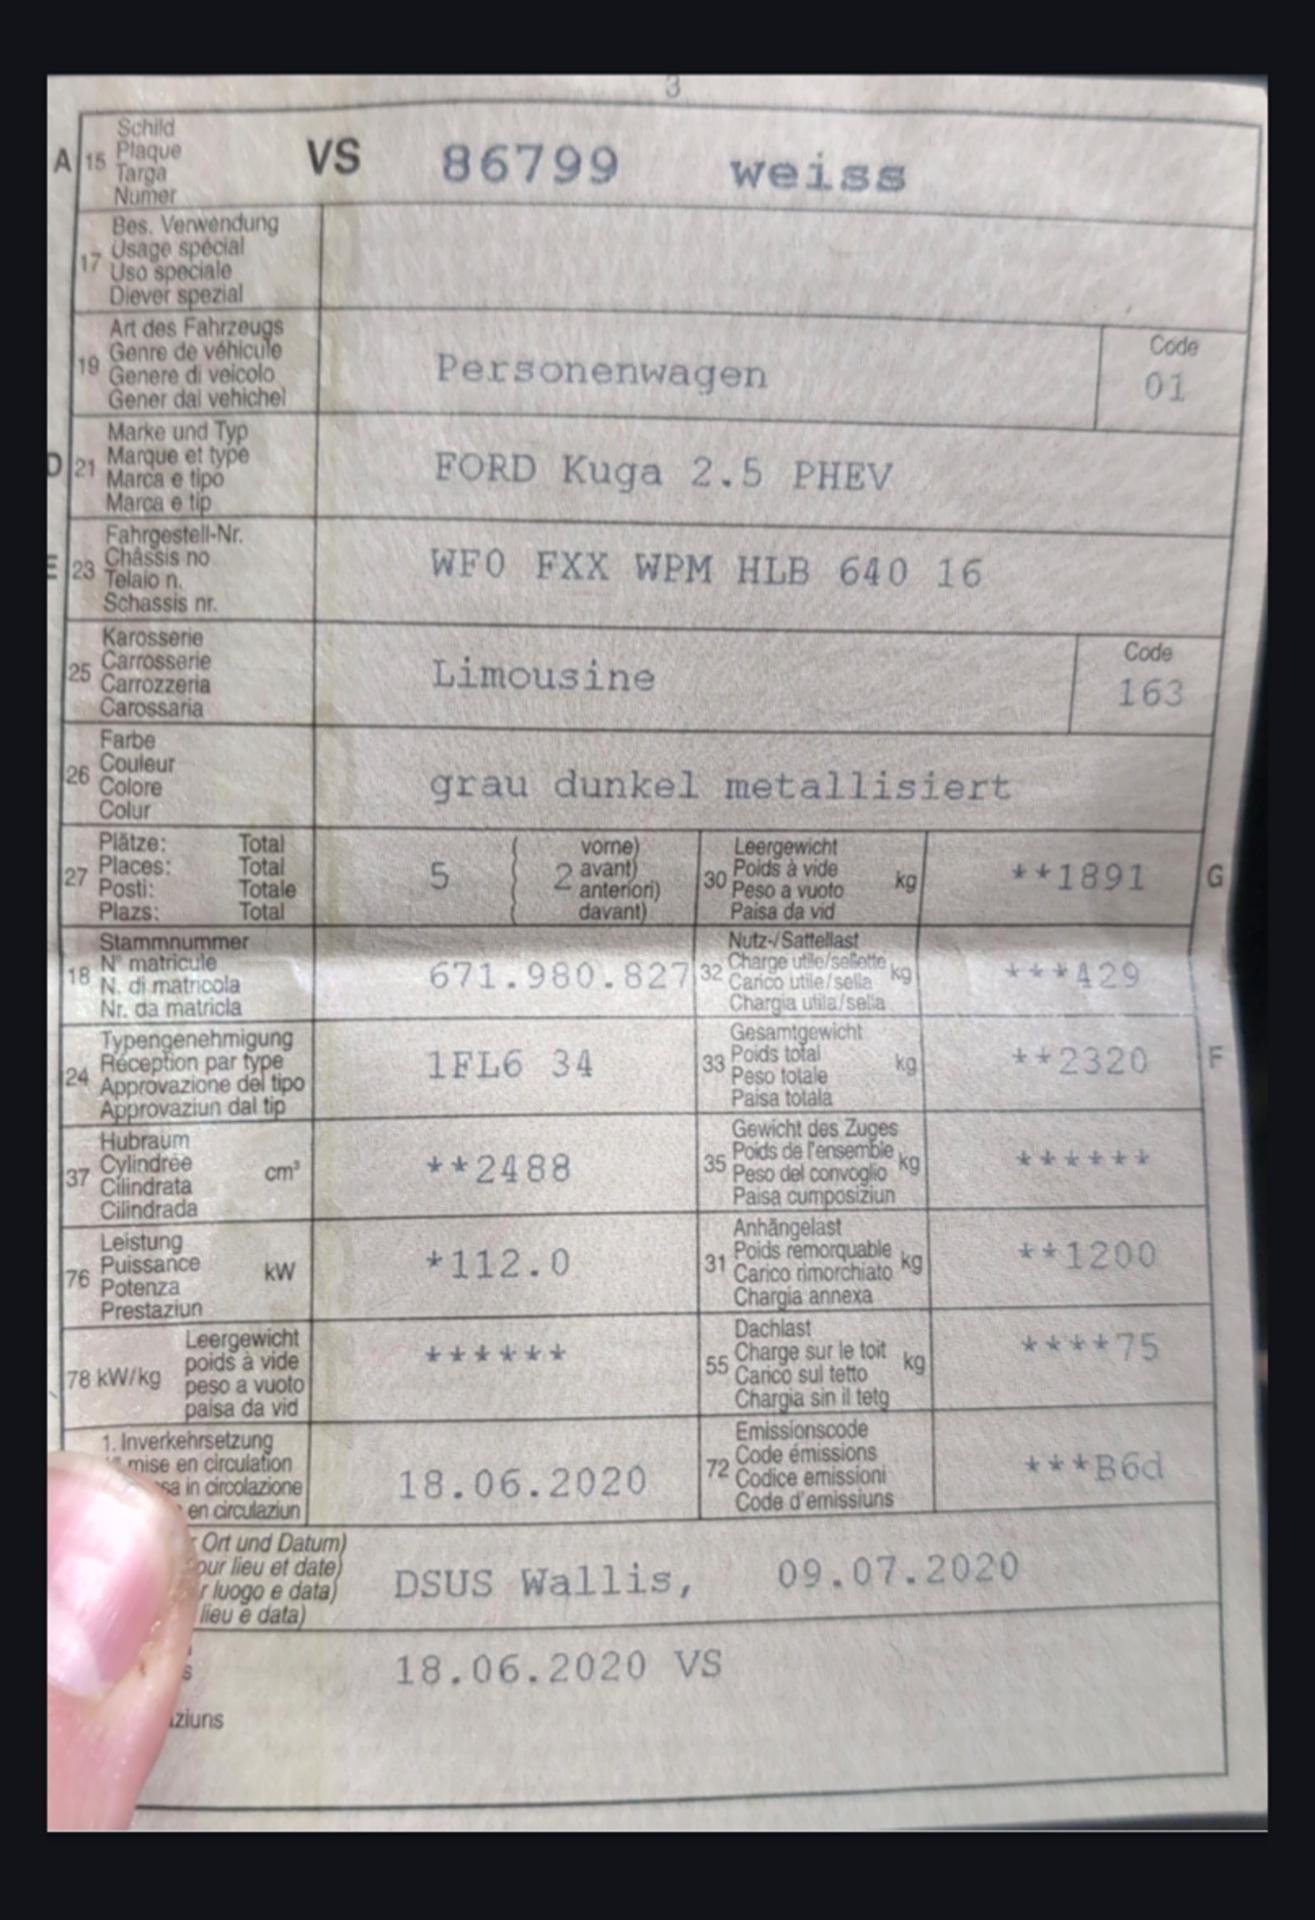 3
A 15 Schild
Plaque
Targa
Numer
VS 86799 weiss
17 Bes. Verwendung
Usage spécial
Uso speciale
Diever spezial
19 Art des Fahrzeugs
Genre de véhicule
Genere di veicolo
Gener dal vehichel
Personenwagen
Code
01
D 21 Marke und Typ
Marque et type
Marca e tipo
Marca e tip
FORD Kuga 2.5 PHEV
E 23 Fahrgestell-Nr.
Châssis no
Telaio n.
Schassis nr.
WF0 FXX WPM HLB 640 16
25 Karosserie
Carrosserie
Carrozzeria
Carossaria
Limousine
Code
163
26 Farbe
Couleur
Colore
Colur
grau dunkel metallisiert
27 Plätze: Total
Places: Total
Posti: Totale
Plazs: Total
5 ( 2 vorne)
avant)
anteriori)
davant)
30 Leergewicht
Poids à vide
Peso a vuoto
Paisa da vid
kg **1891 G
18 Stammnummer
N° matricule
N. di matricola
Nr. da matricla
671.980.827
32 Nutz-/Sattellast
Charge utile/sellette
Carico utile/sella
Chargia utila/sella
kg ***429
24 Typengenehmigung
Réception par type
Approvazione del tipo
Approvaziun dal tip
1FL6 34
33 Gesamtgewicht
Poids total
Peso totale
Paisa totala
kg **2320 F
37 Hubraum
Cylindrée
Cilindrata
Cilindrada
cm³ **2488
35 Gewicht des Zuges
Poids de l'ensemble
Peso del convoglio
Paisa cumposiziun
kg ******
76 Leistung
Puissance
Potenza
Prestaziun
kW *112.0
31 Anhängelast
Poids remorquable
Carico rimorchiato
Chargia annexa
kg **1200
78 kW/kg Leergewicht
poids à vide
peso a vuoto
paisa da vid
******
55 Dachlast
Charge sur le toit
Carico sul tetto
Chargia sin il tetg
kg ****75
1. Inverkehrsetzung
mise en circulation
sa in circolazione
en circulaziun
18.06.2020
72 Emissionscode
Code émissions
Codice emissioni
Code d'emissiuns
***B6d
Ort und Datum)
our lieu et date)
r luogo e data)
lieu e data)
DSUS Wallis, 09.07.2020
s
18.06.2020 VS
aziuns